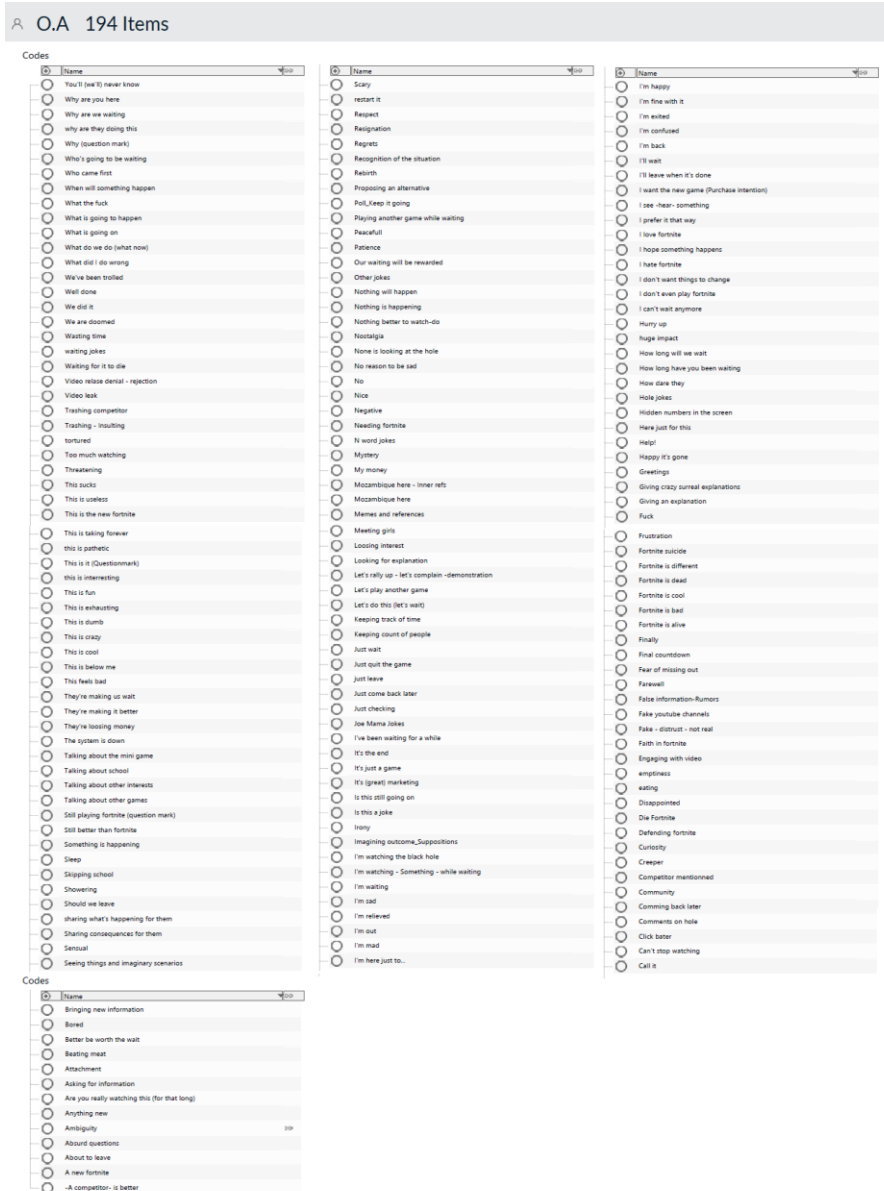 O.A 194 Items
Codes
Name
You'll (we'll) never know
Why are you here
Why are we waiting
why are they doing this
Why (question mark)
Who's going to be waiting
Who came first
When will something happen
What the fuck
What is going to happen
What is going on
What do we do (what now)
What did I do wrong
We've been trolled
Well done
We did it
We are doomed
Wasting time
waiting jokes
Waiting for it to die
Video relase denial - rejection
Video leak
Trashing competitor
Trashing - Insulting
tortured
Too much watching
Threatening
This sucks
This is useless
This is the new fortnite
This is taking forever
this is pathetic
This is it (Questionmark)
this is interresting
This is fun
This is exhausting
This is dumb
This is crazy
This is cool
This is below me
This feels bad
They're making us wait
They're making it better
They're loosing money
The system is down
Talking about the mini game
Talking about school
Talking about other interests
Talking about other games
Still playing fortnite (question mark)
Still better than fortnite
Something is happening
Sleep
Skipping school
Showering
Should we leave
sharing what's happening for them
Sharing consequences for them
Sensual
Seeing things and imaginary scenarios
Name
Scary
restart it
Respect
Resignation
Regrets
Recognition of the situation
Rebirth
Proposing an alternative
Poll_Keep it going
Playing another game while waiting
Peacefull
Patience
Our waiting will be rewarded
Other jokes
Nothing will happen
Nothing is happening
Nothing better to watch-do
Nostalgia
None is looking at the hole
No reason to be sad
No
Nice
Negative
Needing fortnite
N word jokes
Mystery
My money
Mozambique here - inner refs
Mozambique here
Memes and references
Meeting girls
Loosing interest
Looking for explanation
Let's rally up - let's complain -demonstration
Let's play another game
Let's do this (let's wait)
Keeping track of time
Keeping count of people
Just wait
Just quit the game
just leave
Just come back later
Just checking
Joe Mama Jokes
I've been waiting for a while
It's the end
It's just a game
It's (great) marketing
Is this still going on
Is this a joke
Irony
Imagining outcome_Suppositions
I'm watching the black hole
I'm watching - Something - while waiting
I'm waiting
I'm sad
I'm relieved
I'm out
I'm mad
I'm here just to...
Name
I'm happy
I'm fine with it
I'm exited
I'm confused
I'm back
I'll wait
I'll leave when it's done
I want the new game (Purchase intention)
I see -hear- something
I prefer it that way
I love fortnite
I hope something happens
I hate fortnite
I don't want things to change
I don't even play fortnite
I can't wait anymore
Hurry up
huge impact
How long will we wait
How long have you been waiting
How dare they
Hole jokes
Hidden numbers in the screen
Here just for this
Help!
Happy it's gone
Greetings
Giving crazy surreal explanations
Giving an explanation
Fuck
Frustration
Fortnite suicide
Fortnite is different
Fortnite is dead
Fortnite is cool
Fortnite is bad
Fortnite is alive
Finally
Final countdown
Fear of missing out
Farewell
False information-Rumors
Fake youtube channels
Fake - distrust - not real
Faith in fortnite
Engaging with video
emptiness
eating
Disappointed
Die Fortnite
Defending fortnite
Curiosity
Creeper
Competitor mentionned
Community
Comming back later
Comments on hole
Click bater
Can't stop watching
Call it
Codes
Name
Bringing new information
Bored
Better be worth the wait
Beating meat
Attachment
Asking for information
Are you really watching this (for that long)
Anything new
Ambiguity
Absurd questions
About to leave
A new fortnite
-A competitor- is better